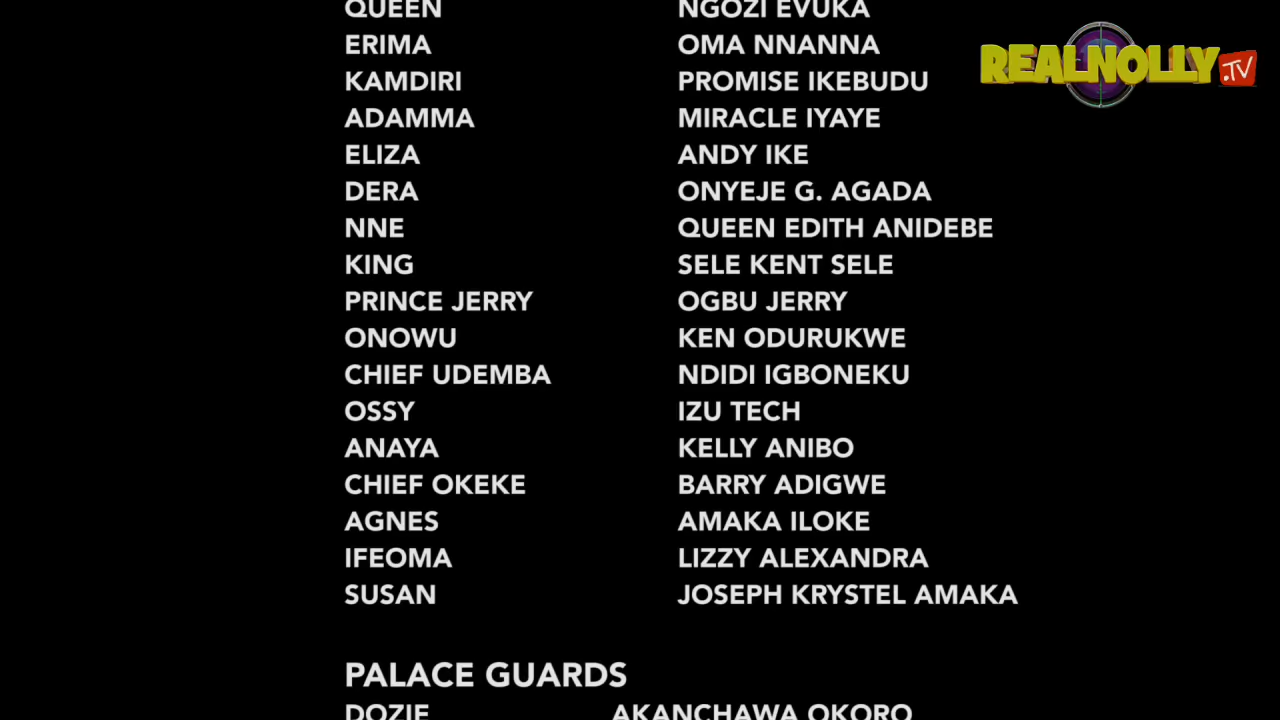 QUEEN NGOZI EVUKA
ERIMA OMA NNANNA
KAMDIRI PROMISE IKEBUDU
ADAMMA MIRACLE IYAYE
ELIZA ANDY IKE
DERA ONYEJE G. AGADA
NNE QUEEN EDITH ANIDEBE
KING SELE KENT SELE
PRINCE JERRY OGBU JERRY
ONOWU KEN ODURUKWE
CHIEF UDEMBA NDIDI IGBONEKU
OSSY IZU TECH
ANAYA KELLY ANIBO
CHIEF OKEKE BARRY ADIGWE
AGNES AMAKA ILOKE
IFEOMA LIZZY ALEXANDRA
SUSAN JOSEPH KRYSTEL AMAKA
PALACE GUARDS
DOZIE AKANCHAWA OKORO
REALNOLLY.TV